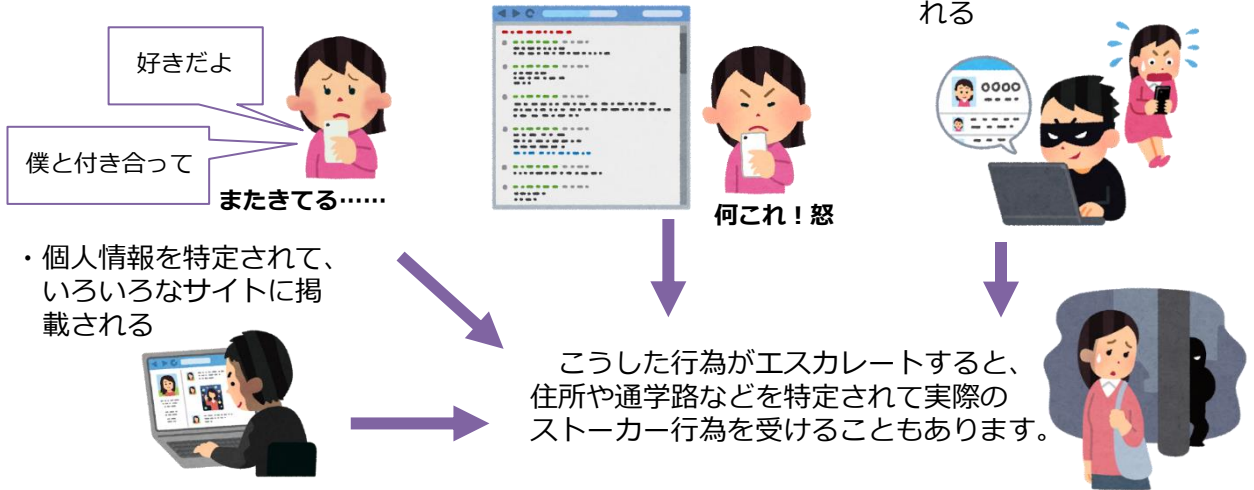 れる
好きだよ
僕と付き合って
またきてる……
何これ！怒
・個人情報を特定されて、
いろいろなサイトに掲
載される
こうした行為がエスカレートすると、
住所や通学路などを特定されて実際の
ストーカー行為を受けることもあります。